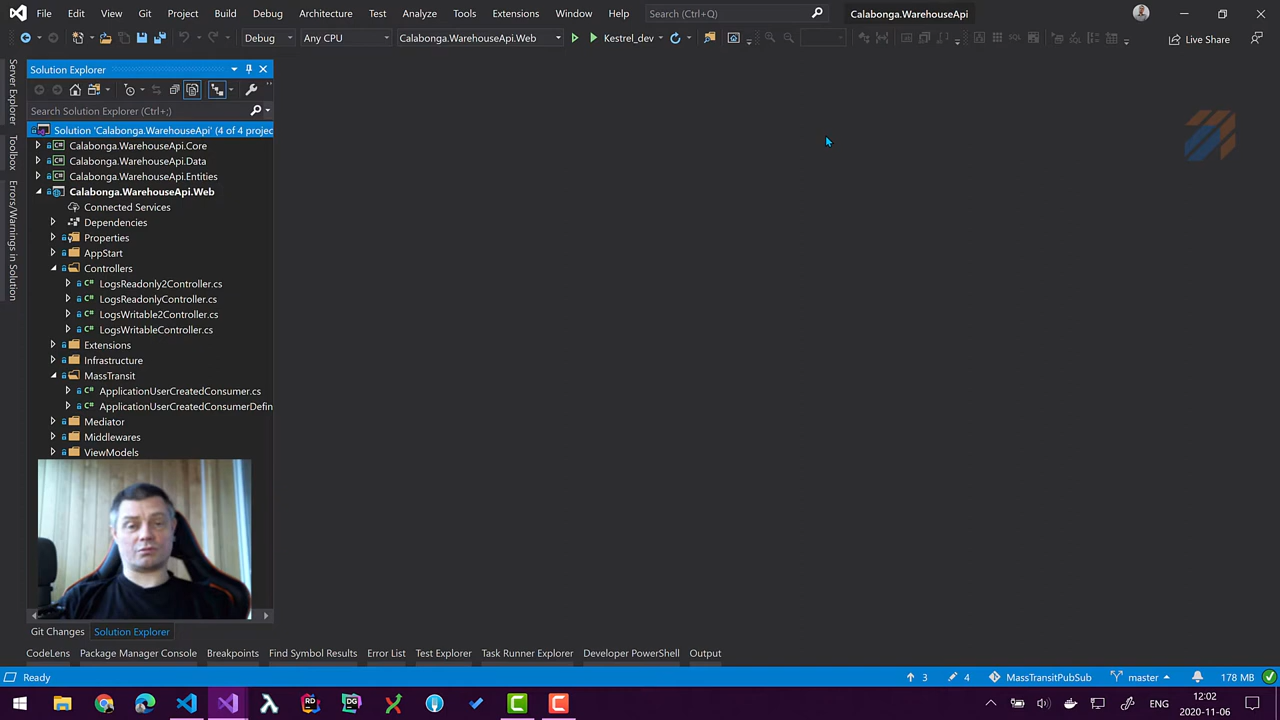 File Edit View Git Project Build Debug Architecture Test Analyze Tools Extensions Window Help Search (Ctrl+Q) Calabonga.WarehouseApi
Debug Any CPU Calabonga.WarehouseApi.Web Kestrel_dev Live Share
Server Explorer
Toolbox
Errors/Warnings in Solution
Solution Explorer
Search Solution Explorer (Ctrl+;)
Solution 'Calabonga.WarehouseApi' (4 of 4 projec
Calabonga.WarehouseApi.Core
Calabonga.WarehouseApi.Data
Calabonga.WarehouseApi.Entities
Calabonga.WarehouseApi.Web
Connected Services
Dependencies
Properties
AppStart
Controllers
LogsReadonly2Controller.cs
LogsReadonlyController.cs
LogsWritable2Controller.cs
LogsWritableController.cs
Extensions
Infrastructure
MassTransit
ApplicationUserCreatedConsumer.cs
ApplicationUserCreatedConsumerDefin
Mediator
Middlewares
ViewModels
Git Changes Solution Explorer
CodeLens Package Manager Console Breakpoints Find Symbol Results Error List Test Explorer Task Runner Explorer Developer PowerShell Output
Ready 3 4 MassTransitPubSub master 178 MB
RD DG ENG 12:02
2020-11-06